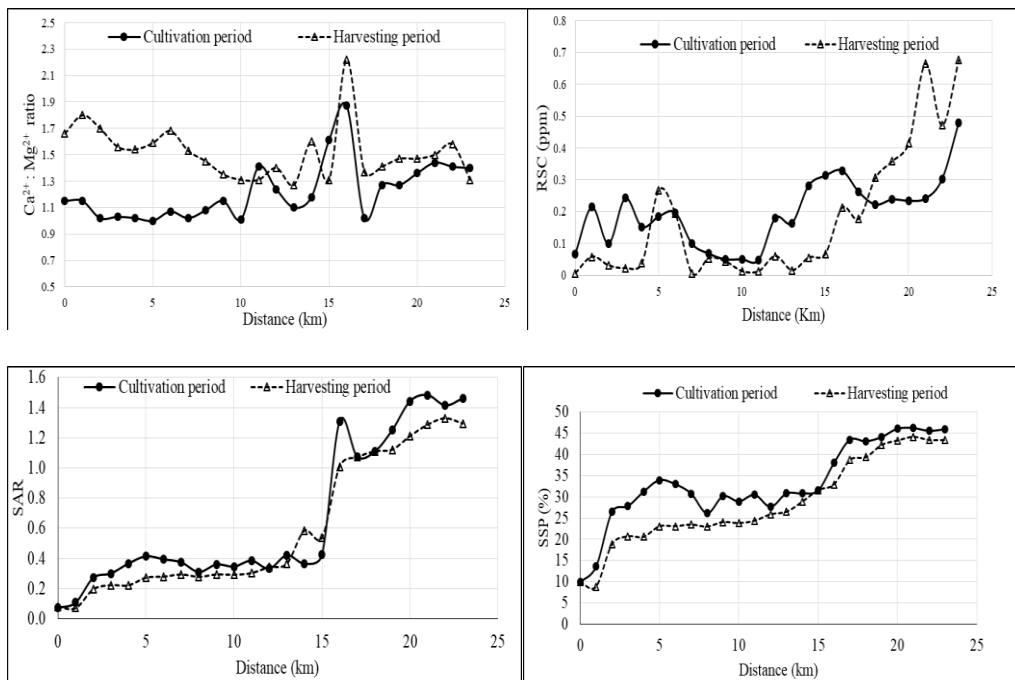 Cultivation period
Harvesting period
Ca²⁺ : Mg²⁺ ratio
2.5
2.3
2.1
1.9
1.7
1.5
1.3
1.1
0.9
0.7
0.5
0 5 10 15 20 25
Distance (km)
Cultivation period
Harvesting period
RSC (ppm)
0.8
0.7
0.6
0.5
0.4
0.3
0.2
0.1
0
0 5 10 15 20 25
Distance (Km)
Cultivation period
Harvesting period
SAR
1.6
1.4
1.2
1.0
0.8
0.6
0.4
0.2
0.0
0 5 10 15 20 25
Distance (km)
Cultivation period
Harvesting period
SSP (%)
50
45
40
35
30
25
20
15
10
5
0
0 5 10 15 20 25
Distance (km)